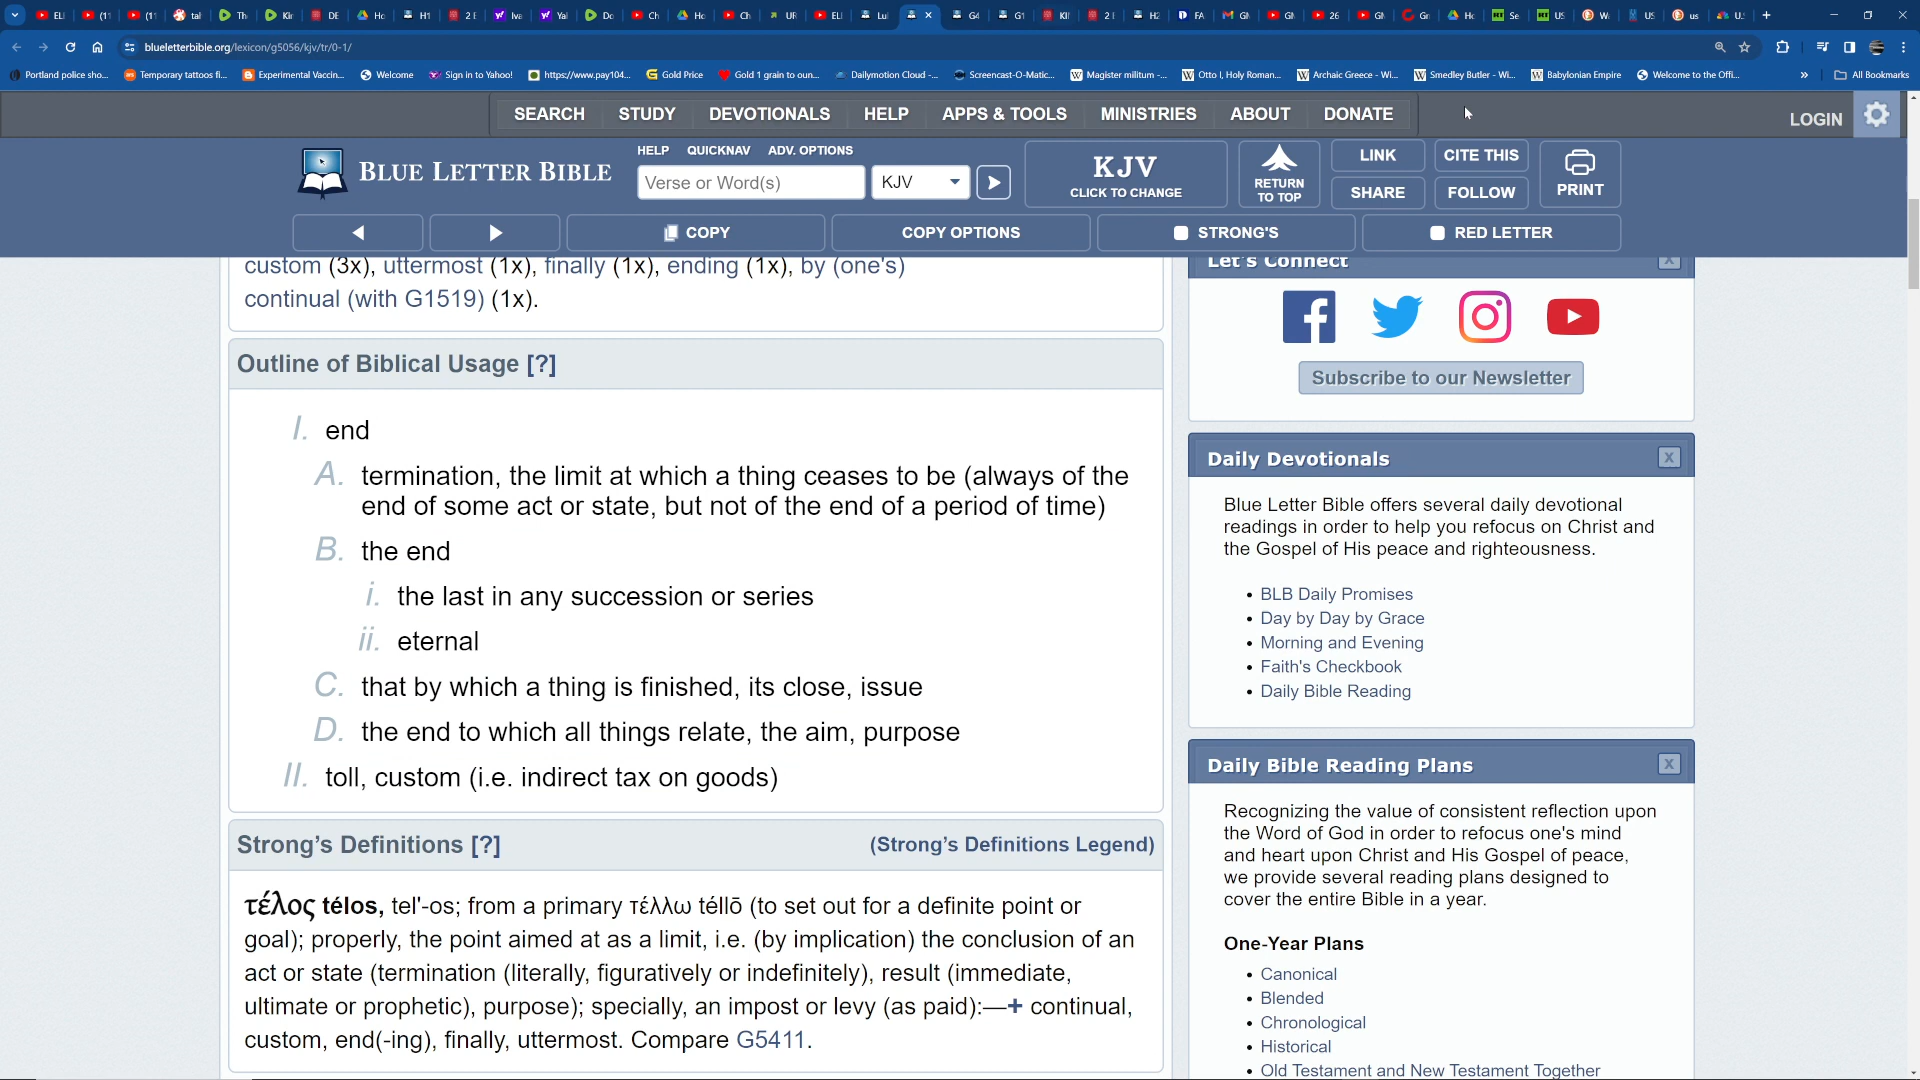 blueletterbible.org/lexicon/g5056/kjv/tr/0-1/
Portland police sho...
Temporary tattoos fi...
Experimental Vaccin...
Welcome
Sign in to Yahoo!
https://www.pay104...
Gold Price
Gold 1 grain to oun...
Dailymotion Cloud -...
Screencast-O-Matic...
Magister militum -...
Otto I, Holy Roman...
Archaic Greece - Wi...
Smedley Butler - Wi...
Babylonian Empire
Welcome to the Offi...
All Bookmarks
SEARCH STUDY DEVOTIONALS HELP APPS & TOOLS MINISTRIES ABOUT DONATE
LOGIN
BLUE LETTER BIBLE
HELP QUICKNAV ADV. OPTIONS
Verse or Word(s)
KJV
KJV
CLICK TO CHANGE
RETURN
TO TOP
LINK
CITE THIS
SHARE
FOLLOW
PRINT
COPY
COPY OPTIONS
STRONG'S
RED LETTER
custom (3x), uttermost (1x), finally (1x), ending (1x), by (one's)
continual (with G1519) (1x).
Outline of Biblical Usage [?]
I. end
A. termination, the limit at which a thing ceases to be (always of the
end of some act or state, but not of the end of a period of time)
B. the end
i. the last in any succession or series
ii. eternal
C. that by which a thing is finished, its close, issue
D. the end to which all things relate, the aim, purpose
II. toll, custom (i.e. indirect tax on goods)
Strong's Definitions [?]
(Strong's Definitions Legend)
τέλος télos, tel'-os; from a primary τέλλω téllō (to set out for a definite point or
goal); properly, the point aimed at as a limit, i.e. (by implication) the conclusion of an
act or state (termination (literally, figuratively or indefinitely), result (immediate,
ultimate or prophetic), purpose); specially, an impost or levy (as paid):—+ continual,
custom, end(-ing), finally, uttermost. Compare G5411.
Let's Connect
X
Subscribe to our Newsletter
Daily Devotionals
X
Blue Letter Bible offers several daily devotional
readings in order to help you refocus on Christ and
the Gospel of His peace and righteousness.
• BLB Daily Promises
• Day by Day by Grace
• Morning and Evening
• Faith's Checkbook
• Daily Bible Reading
Daily Bible Reading Plans
X
Recognizing the value of consistent reflection upon
the Word of God in order to refocus one's mind
and heart upon Christ and His Gospel of peace,
we provide several reading plans designed to
cover the entire Bible in a year.
One-Year Plans
• Canonical
• Blended
• Chronological
• Historical
• Old Testament and New Testament Together